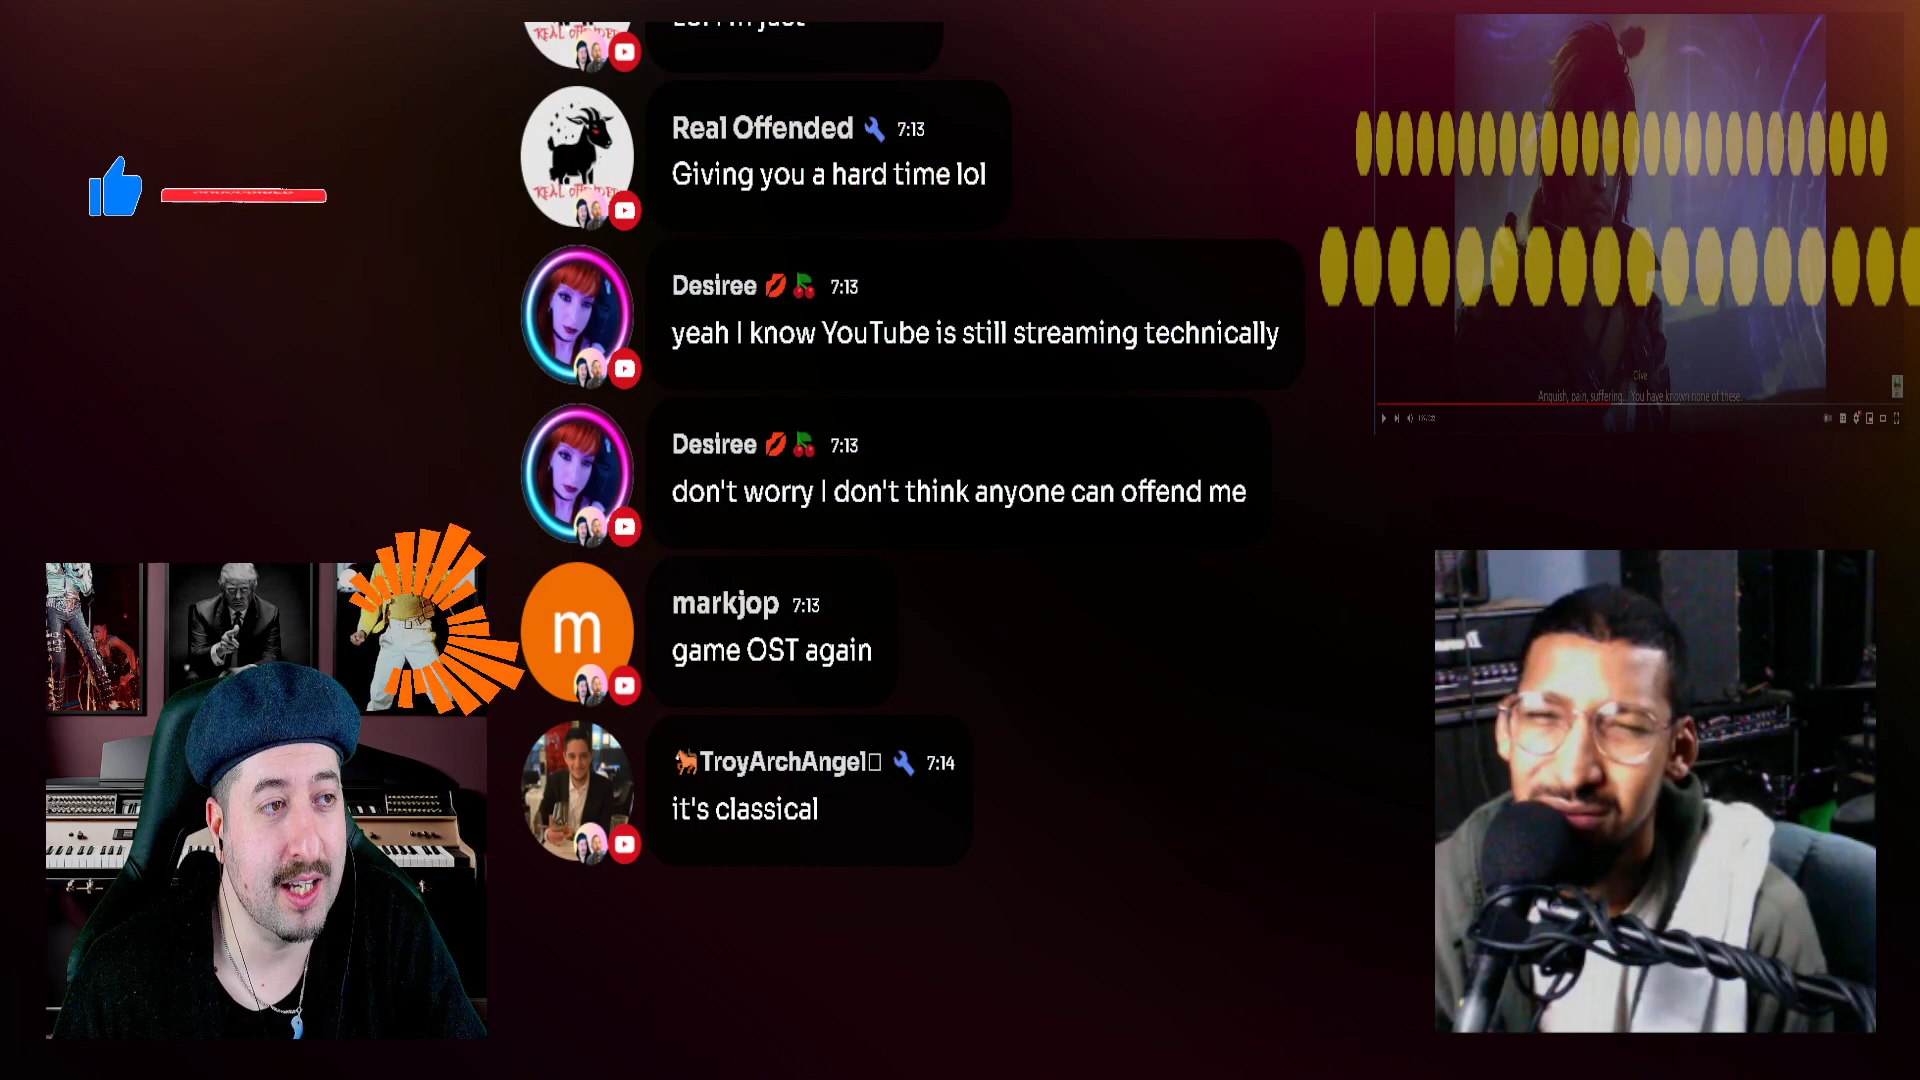 Real Offended 7:13
Giving you a hard time lol
Desiree 7:13
yeah I know YouTube is still streaming technically
Desiree 7:13
don't worry I don't think anyone can offend me
m
markjop 7:13
game OST again
TroyArchAngel 7:14
it's classical
Clive
Anguish, pain, suffering... You have known none of these.